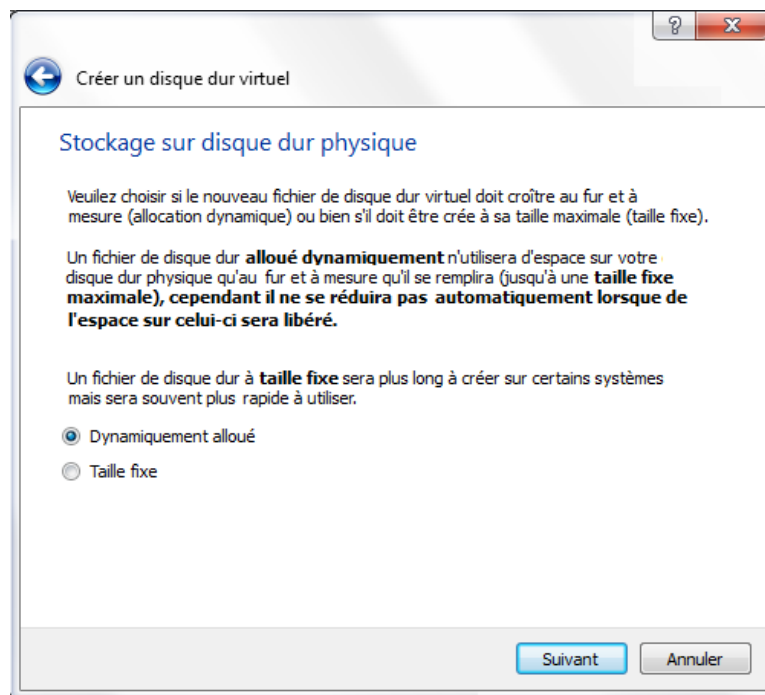 Créer un disque dur virtuel
Stockage sur disque dur physique
Veuilez choisir si le nouveau fichier de disque dur virtuel doit croître au fur et à
mesure (allocation dynamique) ou bien s'il doit être crée à sa taille maximale (taille fixe).
Un fichier de disque dur alloué dynamiquement n'utilisera d'espace sur votre
disque dur physique qu'au fur et à mesure qu'il se remplira (jusqu'à une taille fixe
maximale), cependant il ne se réduira pas automatiquement lorsque de
l'espace sur celui-ci sera libéré.
Un fichier de disque dur à taille fixe sera plus long à créer sur certains systèmes
mais sera souvent plus rapide à utiliser.
Dynamiquement alloué
Taille fixe
Suivant Annuler